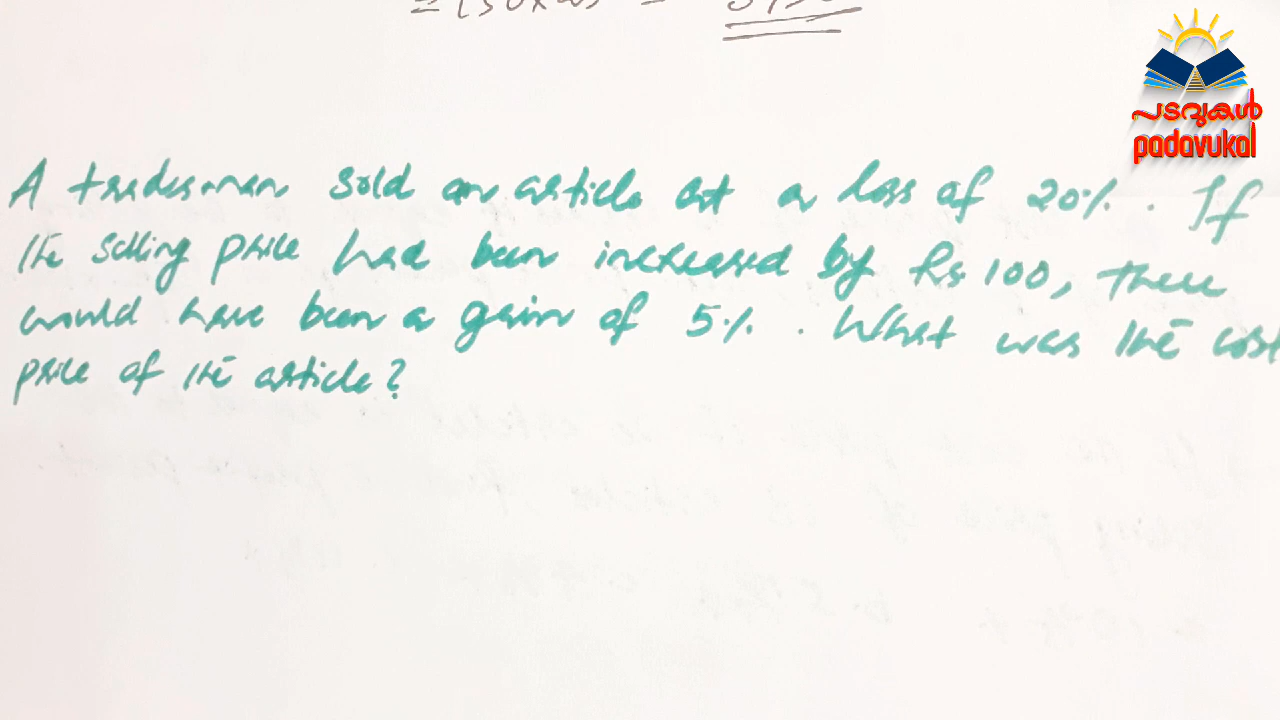 പടവുകൾ
padavukal
A tradesman sold an article at a loss of 20%. If
the selling price had been increased by Rs 100, there
would have been a gain of 5%. What was the cost
price of the article?